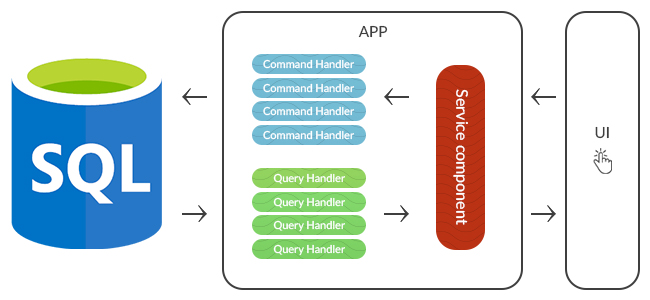 SQL
APP
Command Handler
Command Handler
Command Handler
Command Handler
Query Handler
Query Handler
Query Handler
Query Handler
Service component
UI